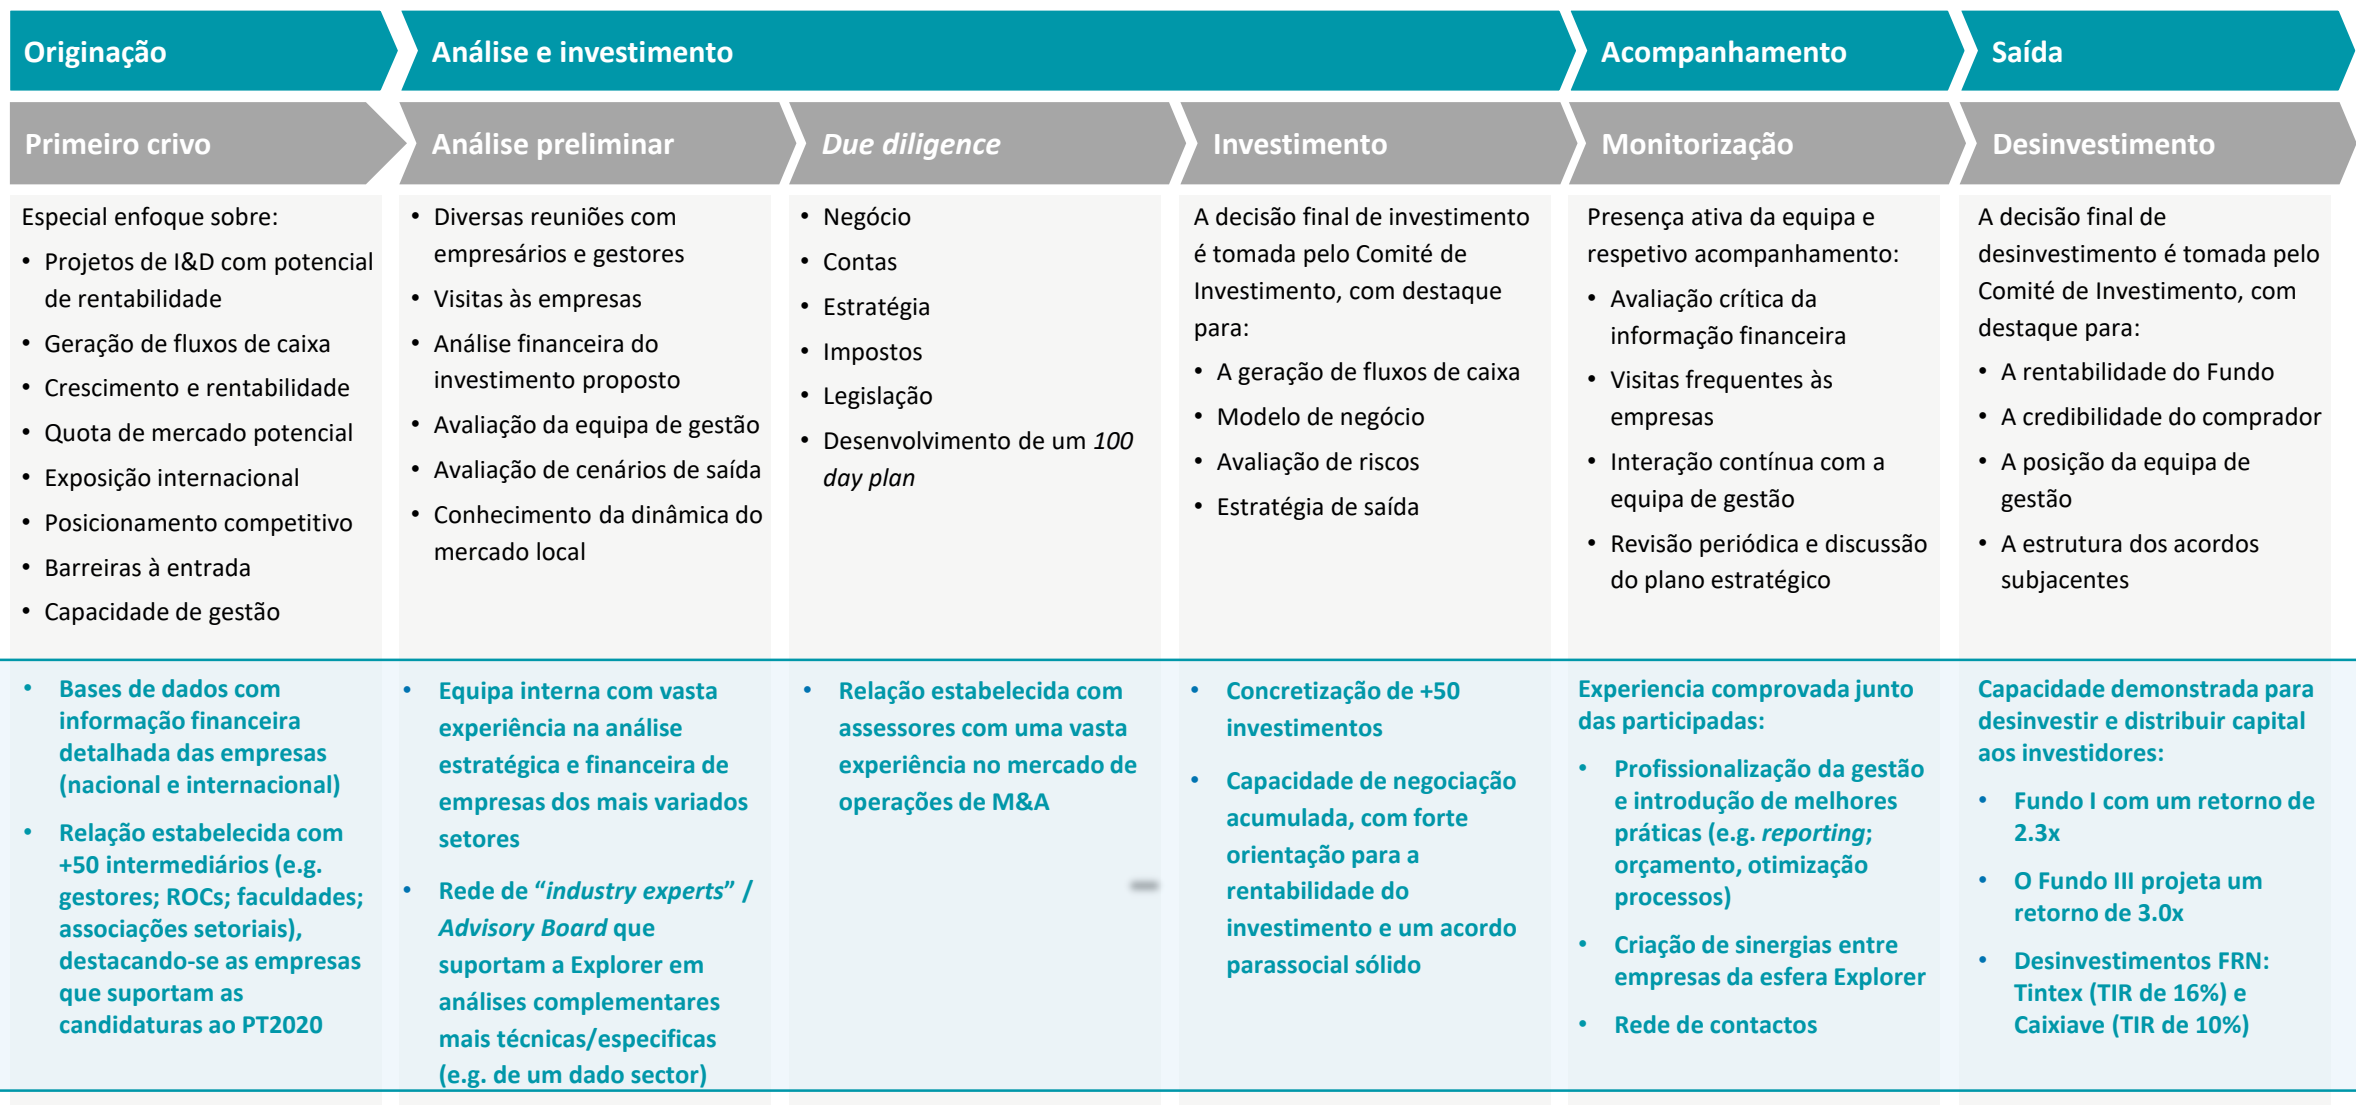 Originação
Análise e investimento
Acompanhamento
Saída
Primeiro crivo
Análise preliminar
Due diligence
Investimento
Monitorização
Desinvestimento
Especial enfoque sobre:
• Projetos de I&D com potencial
de rentabilidade
• Geração de fluxos de caixa
• Crescimento e rentabilidade
• Quota de mercado potencial
• Exposição internacional
• Posicionamento competitivo
• Barreiras à entrada
• Capacidade de gestão
• Diversas reuniões com
empresários e gestores
• Visitas às empresas
• Análise financeira do
investimento proposto
• Avaliação da equipa de gestão
• Avaliação de cenários de saída
• Conhecimento da dinâmica do
mercado local
• Negócio
• Contas
• Estratégia
• Impostos
• Legislação
• Desenvolvimento de um 100
day plan
A decisão final de investimento
é tomada pelo Comité de
Investimento, com destaque
para:
• A geração de fluxos de caixa
• Modelo de negócio
• Avaliação de riscos
• Estratégia de saída
Presença ativa da equipa e
respetivo acompanhamento:
• Avaliação crítica da
informação financeira
• Visitas frequentes às
empresas
• Interação contínua com a
equipa de gestão
• Revisão periódica e discussão
do plano estratégico
A decisão final de
desinvestimento é tomada pelo
Comité de Investimento, com
destaque para:
• A rentabilidade do Fundo
• A credibilidade do comprador
• A posição da equipa de
gestão
• A estrutura dos acordos
subjacentes
• Bases de dados com
informação financeira
detalhada das empresas
(nacional e internacional)
• Relação estabelecida com
+50 intermediários (e.g.
gestores; ROCs; faculdades;
associações setoriais),
destacando-se as empresas
que suportam as
candidaturas ao PT2020
• Equipa interna com vasta
experiência na análise
estratégica e financeira de
empresas dos mais variados
setores
• Rede de “industry experts” /
Advisory Board que
suportam a Explorer em
análises complementares
mais técnicas/especificas
(e.g. de um dado sector)
• Relação estabelecida com
assessores com uma vasta
experiência no mercado de
operações de M&A
• Concretização de +50
investimentos
• Capacidade de negociação
acumulada, com forte
orientação para a
rentabilidade do
investimento e um acordo
parassocial sólido
Experiencia comprovada junto
das participadas:
• Profissionalização da gestão
e introdução de melhores
práticas (e.g. reporting;
orçamento, otimização
processos)
• Criação de sinergias entre
empresas da esfera Explorer
• Rede de contactos
Capacidade demonstrada para
desinvestir e distribuir capital
aos investidores:
• Fundo I com um retorno de
2.3x
• O Fundo III projeta um
retorno de 3.0x
• Desinvestimentos FRN:
Tintex (TIR de 16%) e
Caixiave (TIR de 10%)